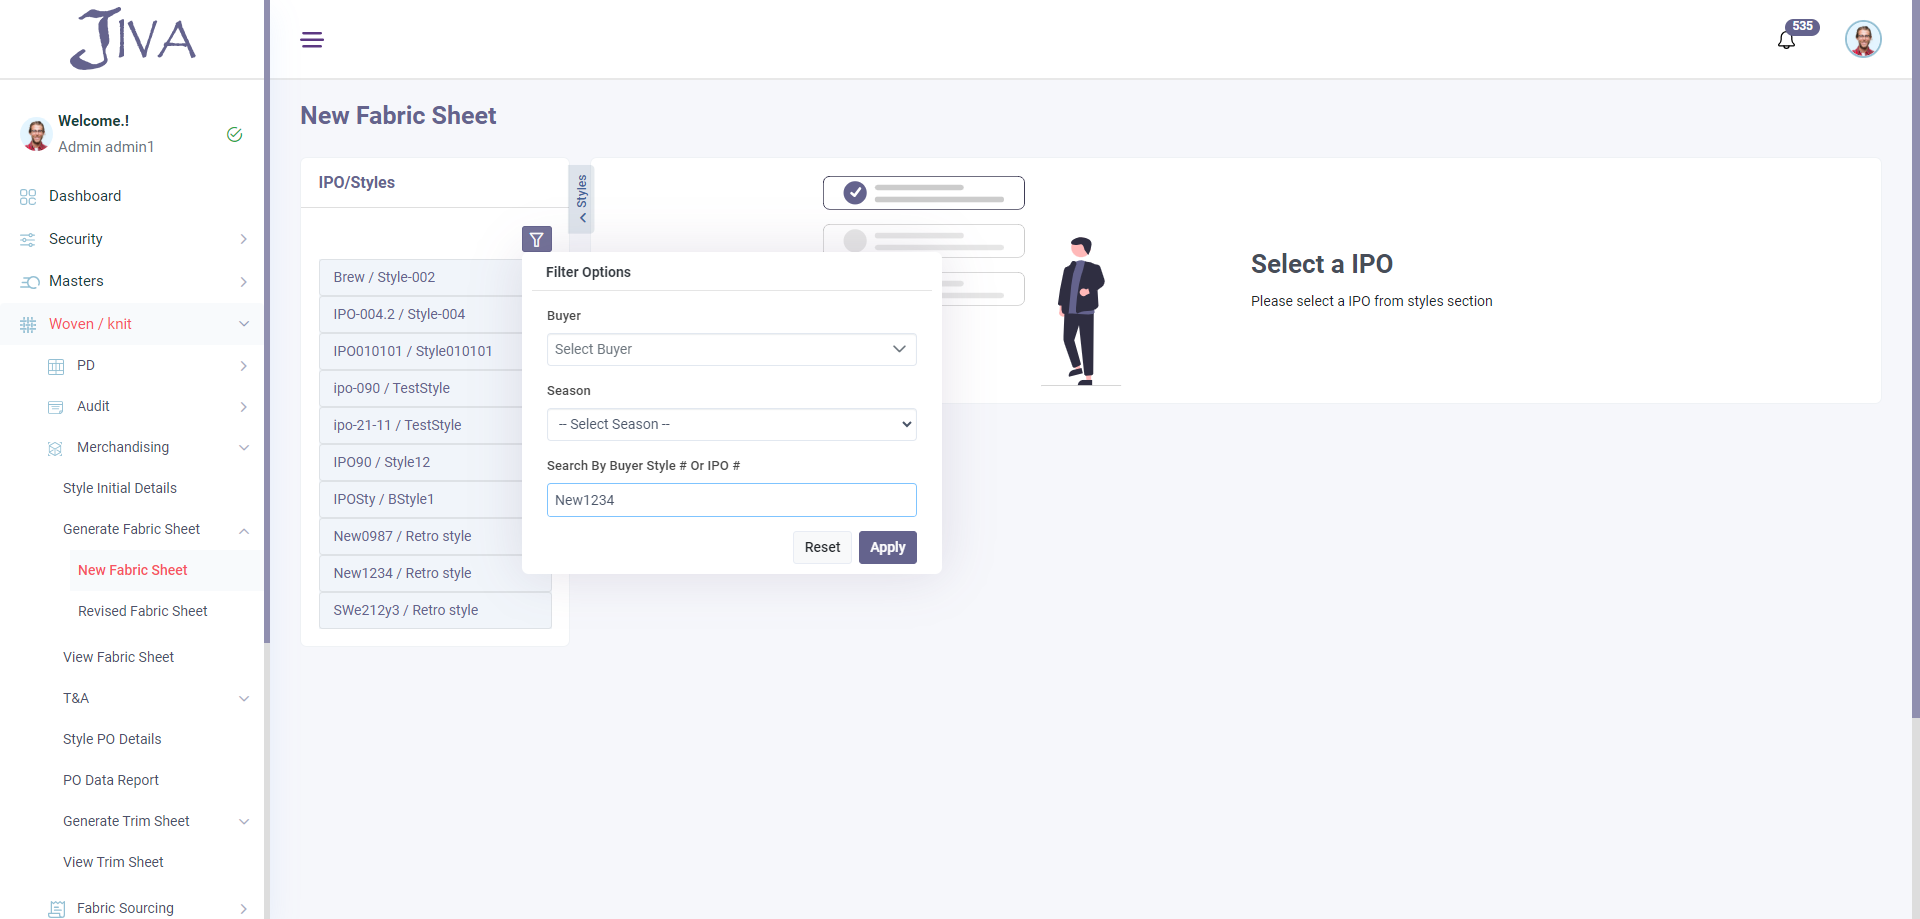 JIVA
535
Welcome.!
Admin admin1
Dashboard
Security
Masters
Woven / knit
PD
Audit
Merchandising
Style Initial Details
Generate Fabric Sheet
New Fabric Sheet
Revised Fabric Sheet
View Fabric Sheet
T&A
Style PO Details
PO Data Report
Generate Trim Sheet
View Trim Sheet
Fabric Sourcing
New Fabric Sheet
IPO/Styles
Styles
Brew / Style-002
IPO-004.2 / Style-004
IPO010101 / Style010101
ipo-090 / TestStyle
ipo-21-11 / TestStyle
IPO90 / Style12
IPOSty / BStyle1
New0987 / Retro style
New1234 / Retro style
SWe212y3 / Retro style
Filter Options
Buyer
Select Buyer
Season
-- Select Season --
Search By Buyer Style # Or IPO #
New1234
Reset
Apply
Select a IPO
Please select a IPO from styles section